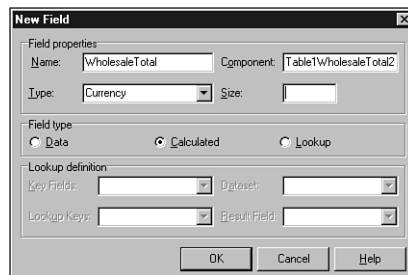 New Field
Field properties
Name: WholesaleTotal Component: Table1WholesaleTotal2
Type: Currency Size:
Field type
Data Calculated Lookup
Lookup definition
Key Fields: Dataset:
Lookup Keys: Result Field:
OK Cancel Help